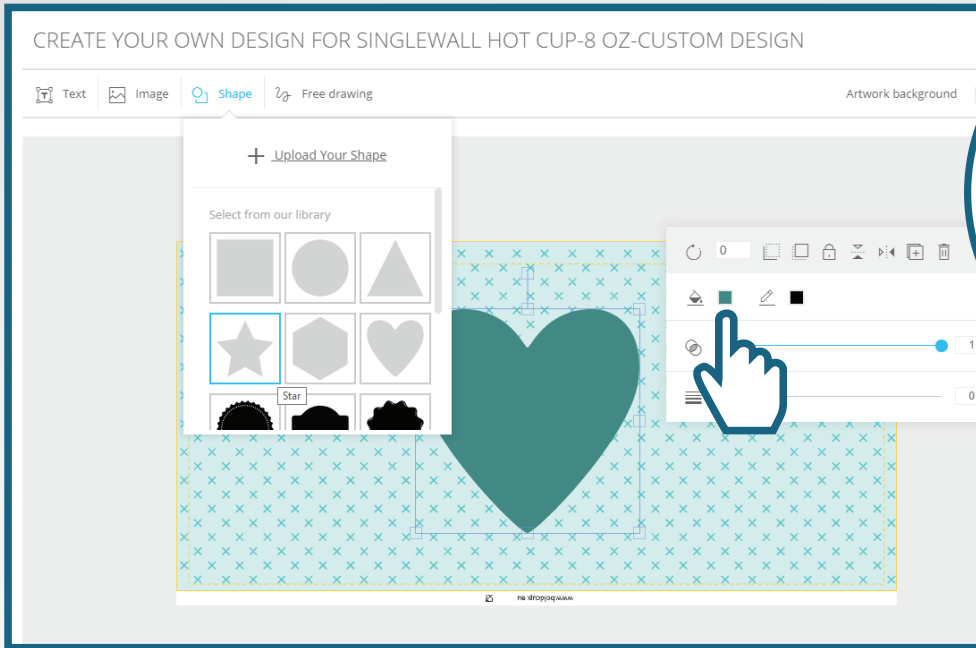 CREATE YOUR OWN DESIGN FOR SINGLEWALL HOT CUP-8 OZ-CUSTOM DESIGN
Text Image Shape Free drawing Artwork background
Upload Your Shape
Select from our library
0
Star
1
0